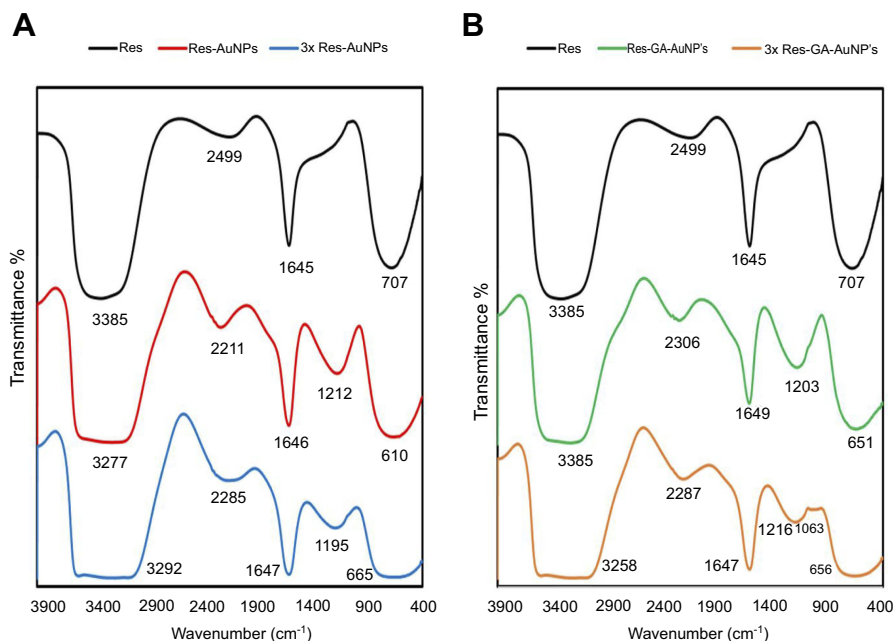 A
Res Res-AuNPs 3x Res-AuNPs
Transmittance %
2499
1645
707
3385
2211
1212
1646
610
3277
2285
1195
3292
1647
665
3900 3400 2900 2400 1900 1400 900 400
Wavenumber (cm⁻¹)
B
Res Res-GA-AuNP's 3x Res-GA-AuNP's
Transmittance %
2499
1645
707
3385
2306
1203
1649
651
3385
2287
1216 1063
3258
1647
656
3900 3400 2900 2400 1900 1400 900 400
Wavenumber (cm⁻¹)